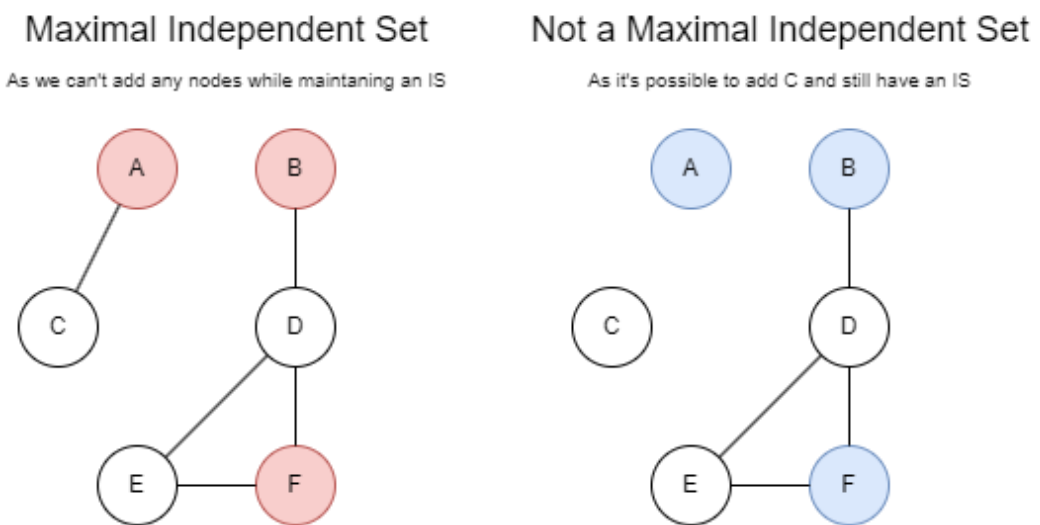 Maximal Independent Set
As we can't add any nodes while maintaning an IS
A
B
C
D
E
F
Not a Maximal Independent Set
As it's possible to add C and still have an IS
A
B
C
D
E
F